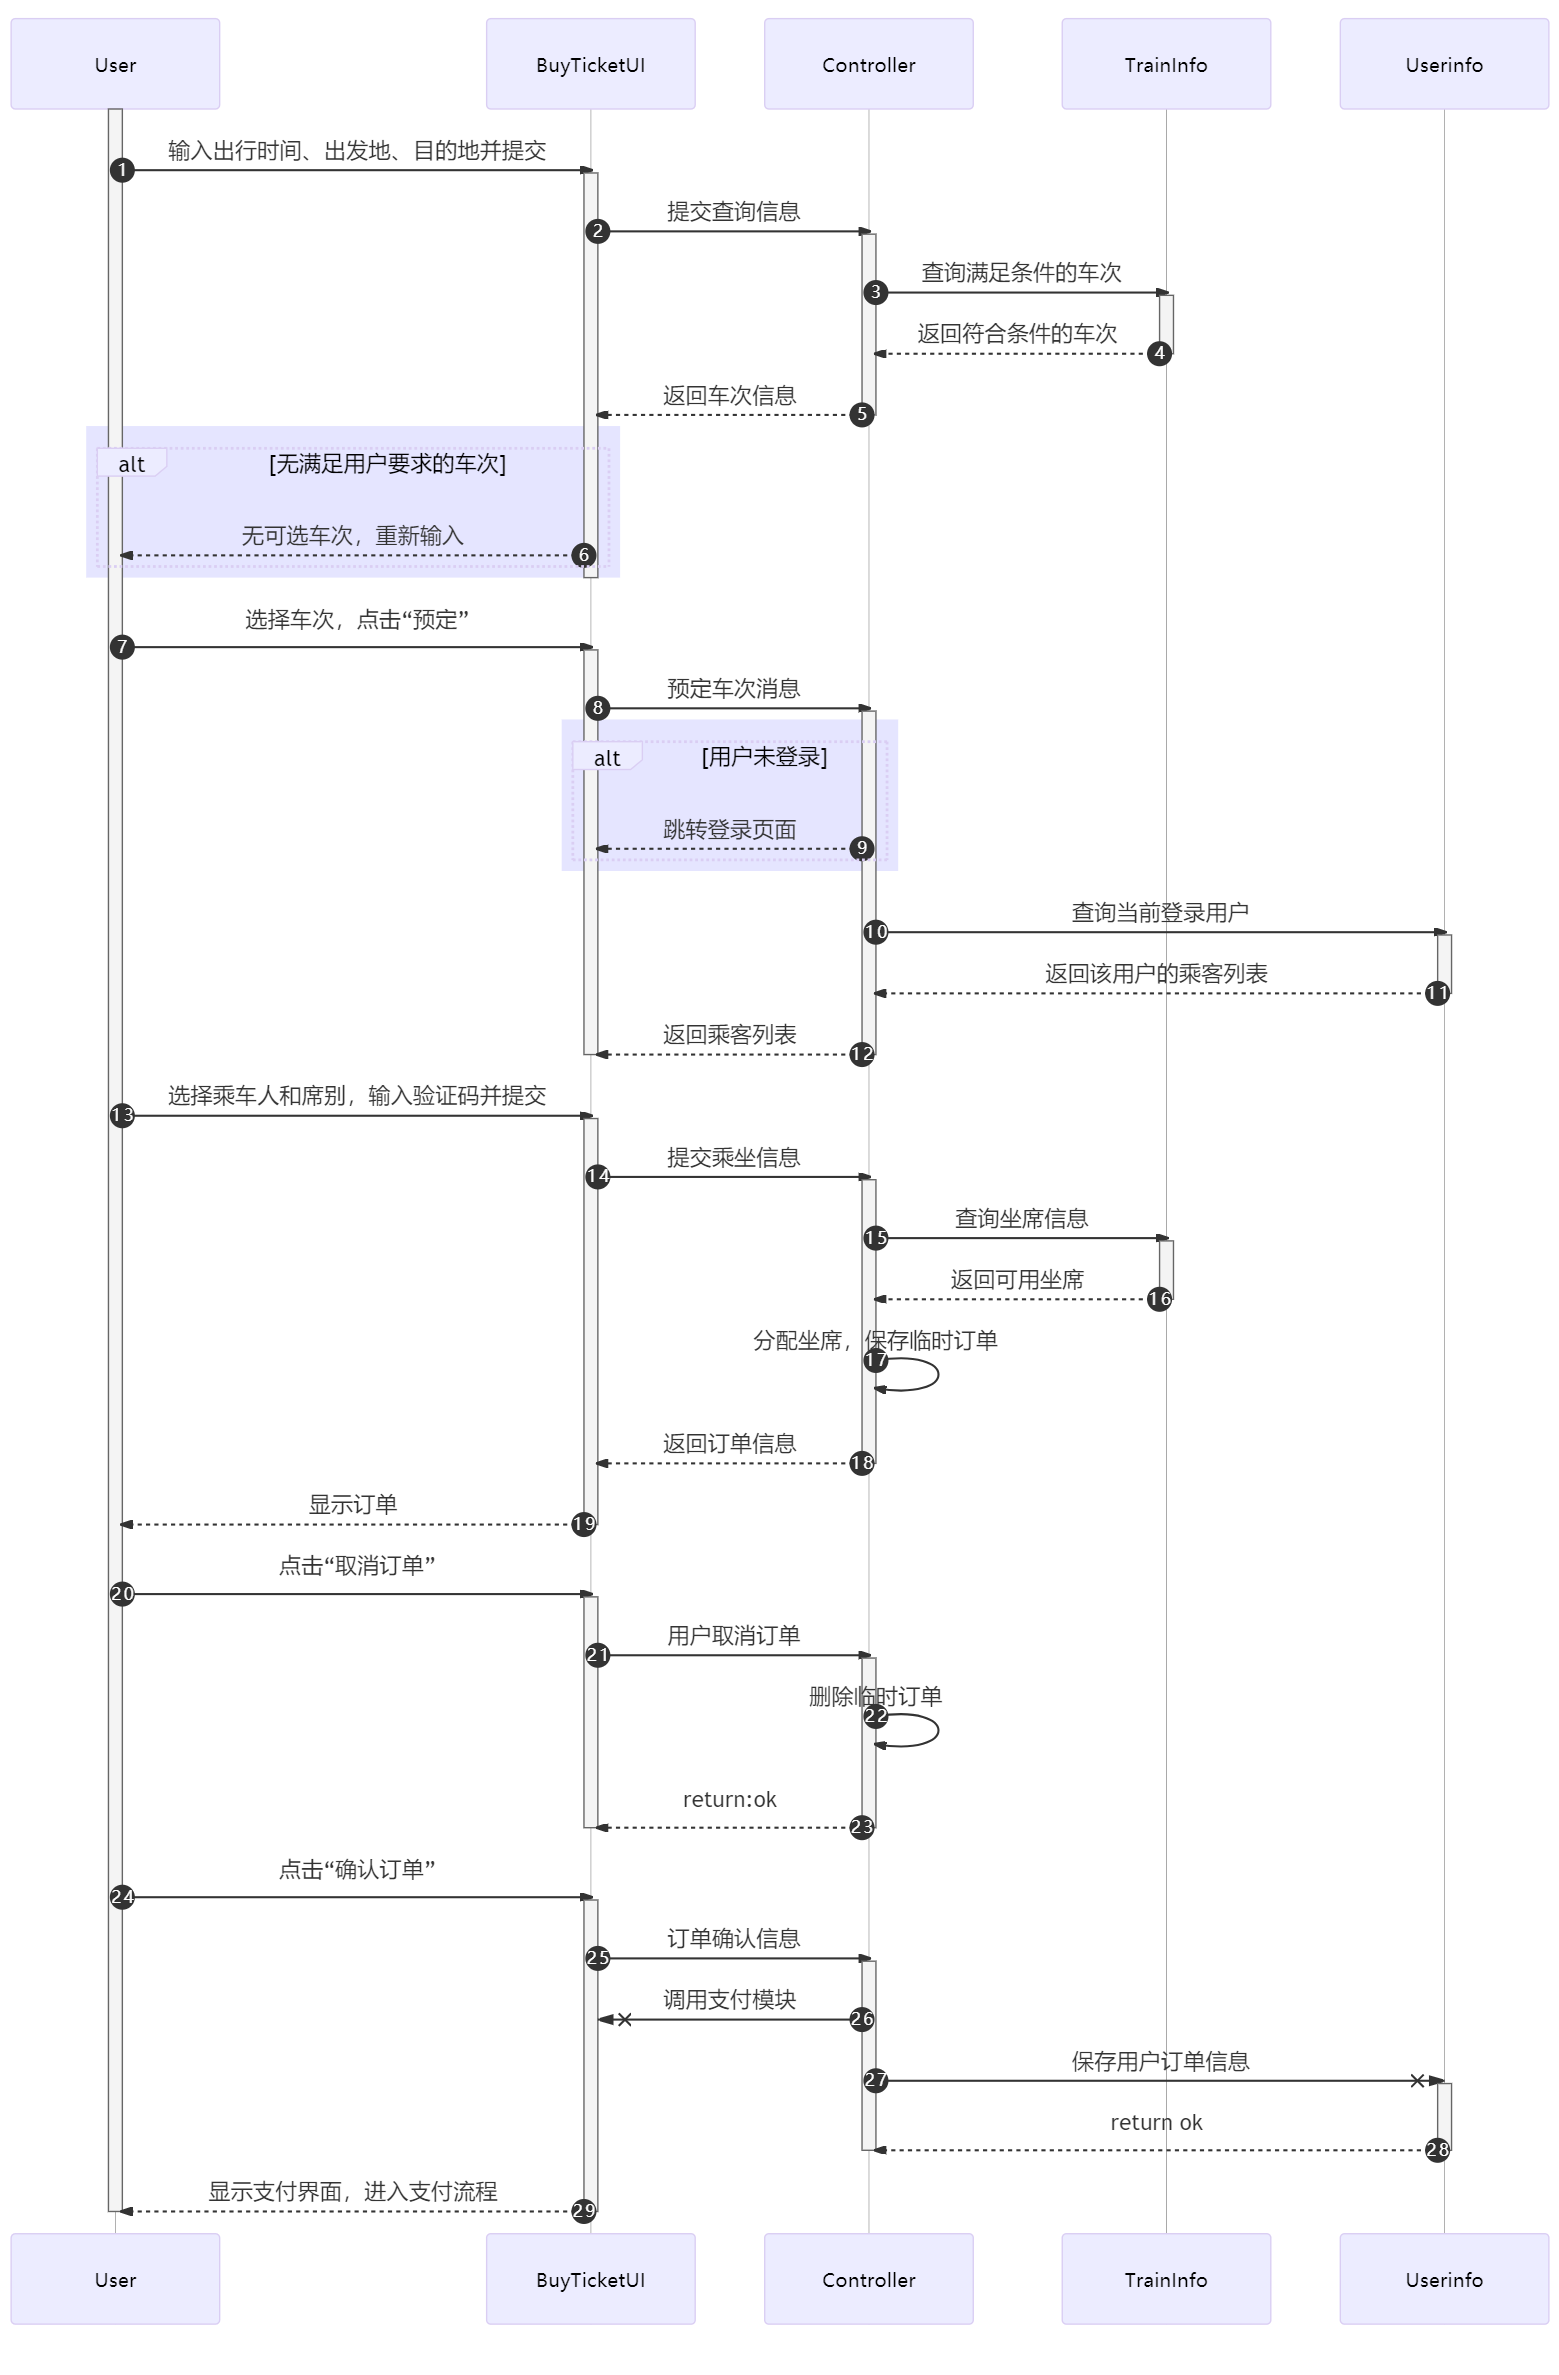 User
BuyTicketUI
Controller
TrainInfo
Userinfo
输入出行时间、出发地、目的地并提交
1
提交查询信息
2
查询满足条件的车次
3
返回符合条件的车次
4
返回车次信息
5
alt
[无满足用户要求的车次]
无可选车次，重新输入
6
选择车次，点击“预定”
7
预定车次消息
8
alt
[用户未登录]
跳转登录页面
9
查询当前登录用户
10
返回该用户的乘客列表
11
返回乘客列表
12
选择乘车人和席别，输入验证码并提交
13
提交乘坐信息
14
查询坐席信息
15
返回可用坐席
16
分配坐席，保存临时订单
17
返回订单信息
18
显示订单
19
点击“取消订单”
20
用户取消订单
21
删除临时订单
22
return:ok
23
点击“确认订单”
24
订单确认信息
25
调用支付模块
26
保存用户订单信息
27
return ok
28
显示支付界面，进入支付流程
29
User
BuyTicketUI
Controller
TrainInfo
Userinfo